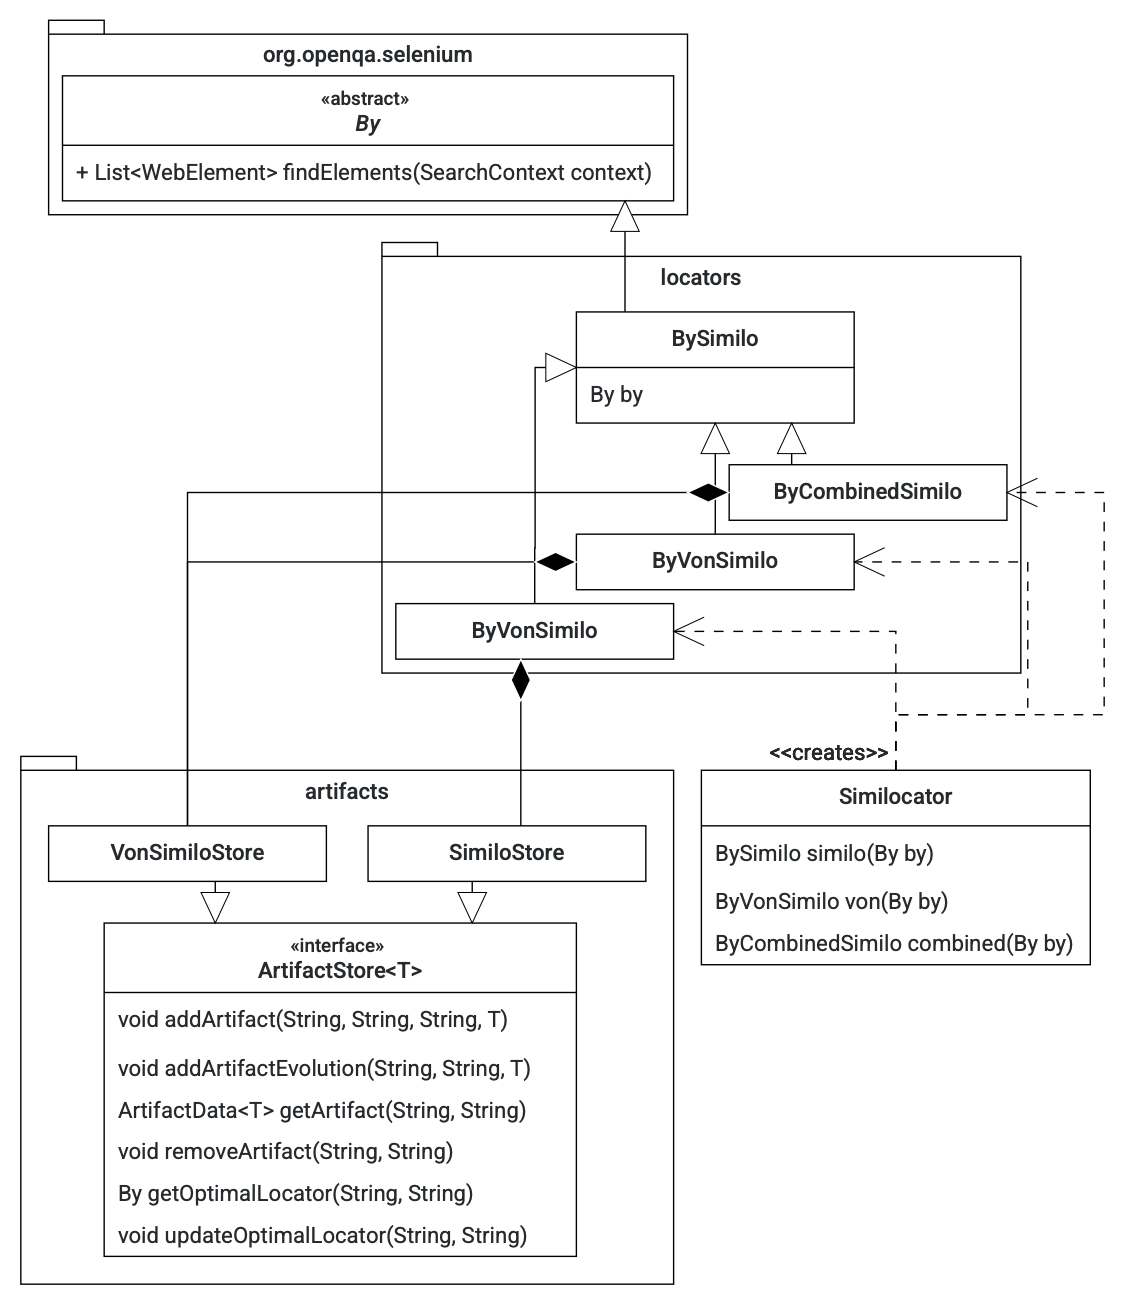 org.openqa.selenium
«abstract»
By
+ List<WebElement> findElements(SearchContext context)
locators
BySimilo
By by
ByCombinedSimilo
ByVonSimilo
ByVonSimilo
<<creates>>
artifacts
VonSimiloStore
SimiloStore
«interface»
ArtifactStore<T>
void addArtifact(String, String, String, T)
void addArtifactEvolution(String, String, T)
ArtifactData<T> getArtifact(String, String)
void removeArtifact(String, String)
By getOptimalLocator(String, String)
void updateOptimalLocator(String, String)
Similocator
BySimilo similo(By by)
ByVonSimilo von(By by)
ByCombinedSimilo combined(By by)